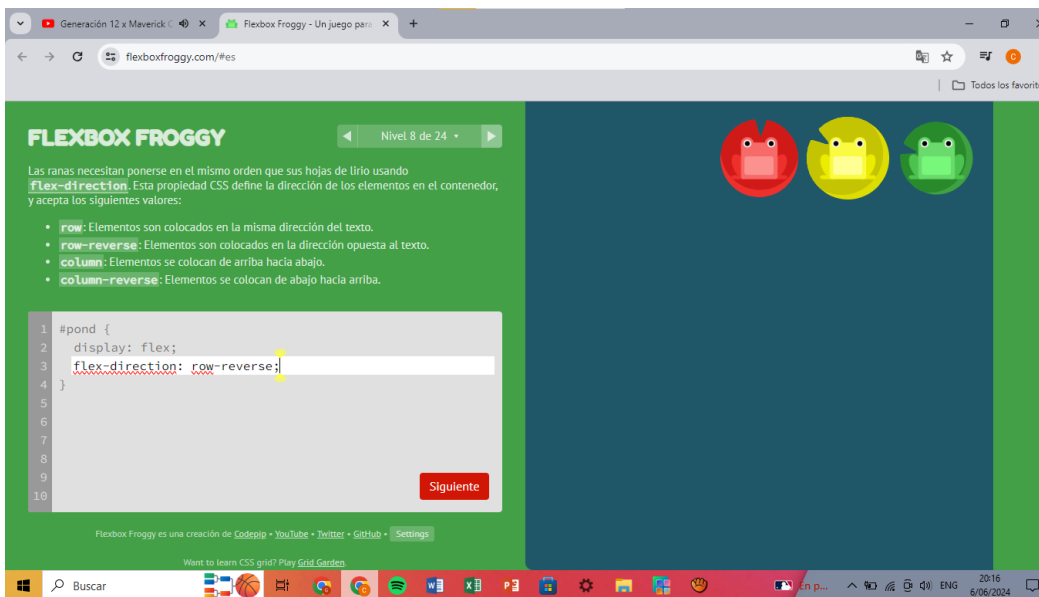 Generación 12 x Maverick C
Flexbox Froggy - Un juego para
flexboxfroggy.com/#es
Todos los favorit
FLEXBOX FROGGY
Nivel 8 de 24
Las ranas necesitan ponerse en el mismo orden que sus hojas de lirio usando
flex-direction. Esta propiedad CSS define la dirección de los elementos en el contenedor,
y acepta los siguientes valores:
• row: Elementos son colocados en la misma dirección del texto.
• row-reverse: Elementos son colocados en la dirección opuesta al texto.
• column: Elementos se colocan de arriba hacia abajo.
• column-reverse: Elementos se colocan de abajo hacia arriba.
1 #pond {
2 display: flex;
3 flex-direction: row-reverse;
4 }
5
6
7
8
9
10
Siguiente
Flexbox Froggy es una creación de Codepip • YouTube • Twitter • GitHub • Settings
Want to learn CSS grid? Play Grid Garden.
Buscar
En p...
ENG
20:16
6/06/2024